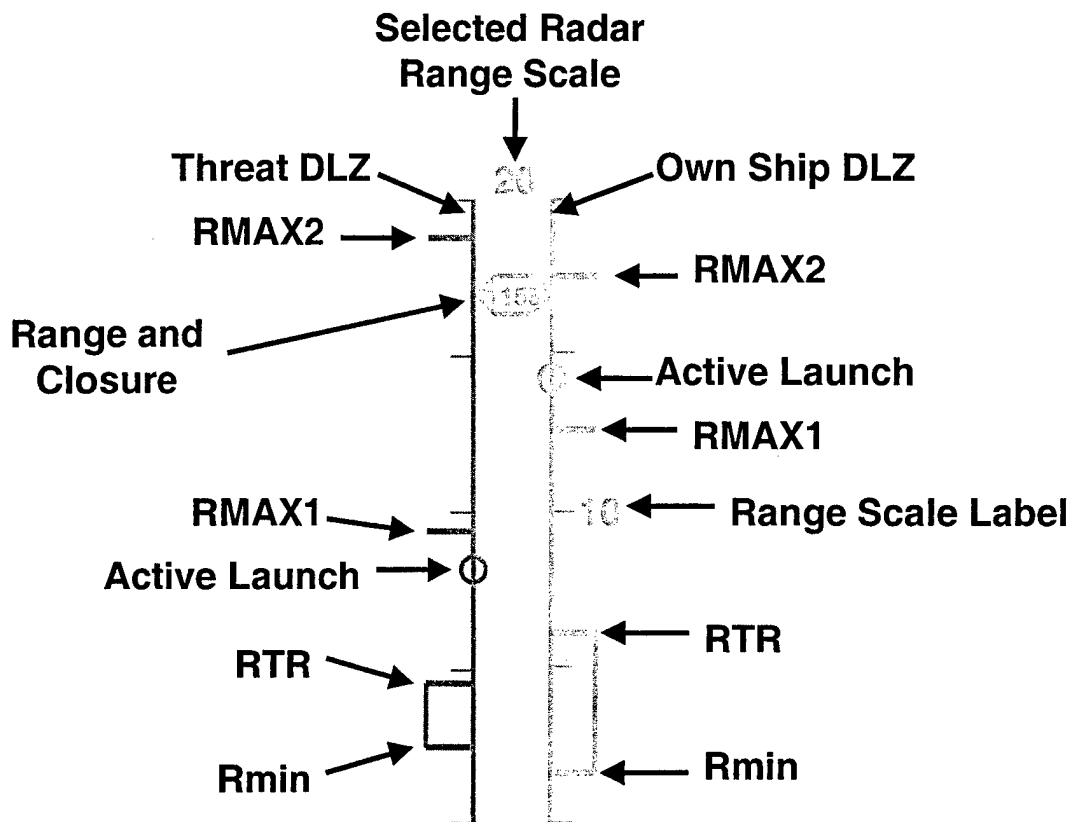 Selected Radar
Range Scale
Threat DLZ
20
Own Ship DLZ
RMAX2
RMAX2
Range and
Closure
Active Launch
RMAX1
RMAX1
10
Range Scale Label
Active Launch
RTR
RTR
Rmin
Rmin